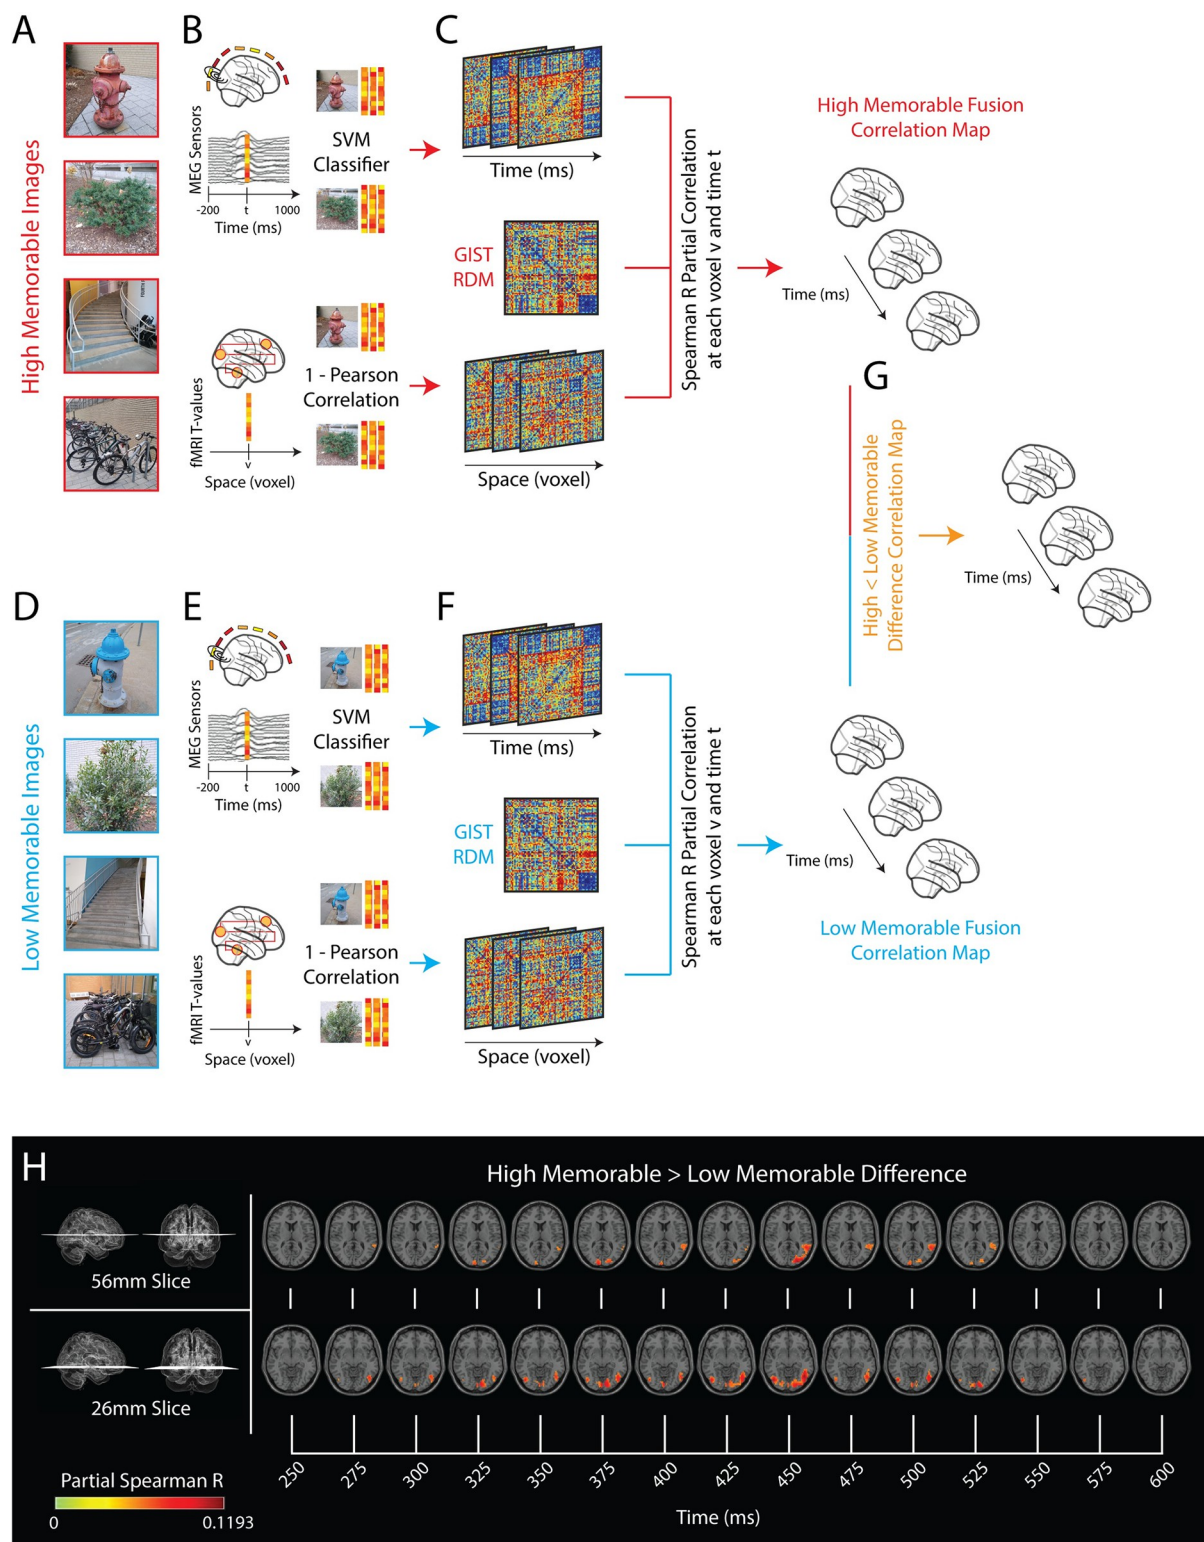 A
B
C
High Memorable Images
MEG Sensors
-200
t
1000
Time (ms)
SVM
Classifier
Time (ms)
GIST
RDM
fMRI T-values
v
Space (voxel)
1 - Pearson
Correlation
Space (voxel)
Spearman R Partial Correlation
at each voxel v and time t
High Memorable Fusion
Correlation Map
Time (ms)
G
High < Low Memorable
Difference Correlation Map
Time (ms)
D
E
F
Low Memorable Images
MEG Sensors
-200
t
1000
Time (ms)
SVM
Classifier
Time (ms)
GIST
RDM
fMRI T-values
v
Space (voxel)
1 - Pearson
Correlation
Space (voxel)
Spearman R Partial Correlation
at each voxel v and time t
Time (ms)
Low Memorable Fusion
Correlation Map
H
High Memorable > Low Memorable Difference
56mm Slice
26mm Slice
250 275 300 325 350 375 400 425 450 475 500 525 550 575 600
Time (ms)
Partial Spearman R
0 0.1193